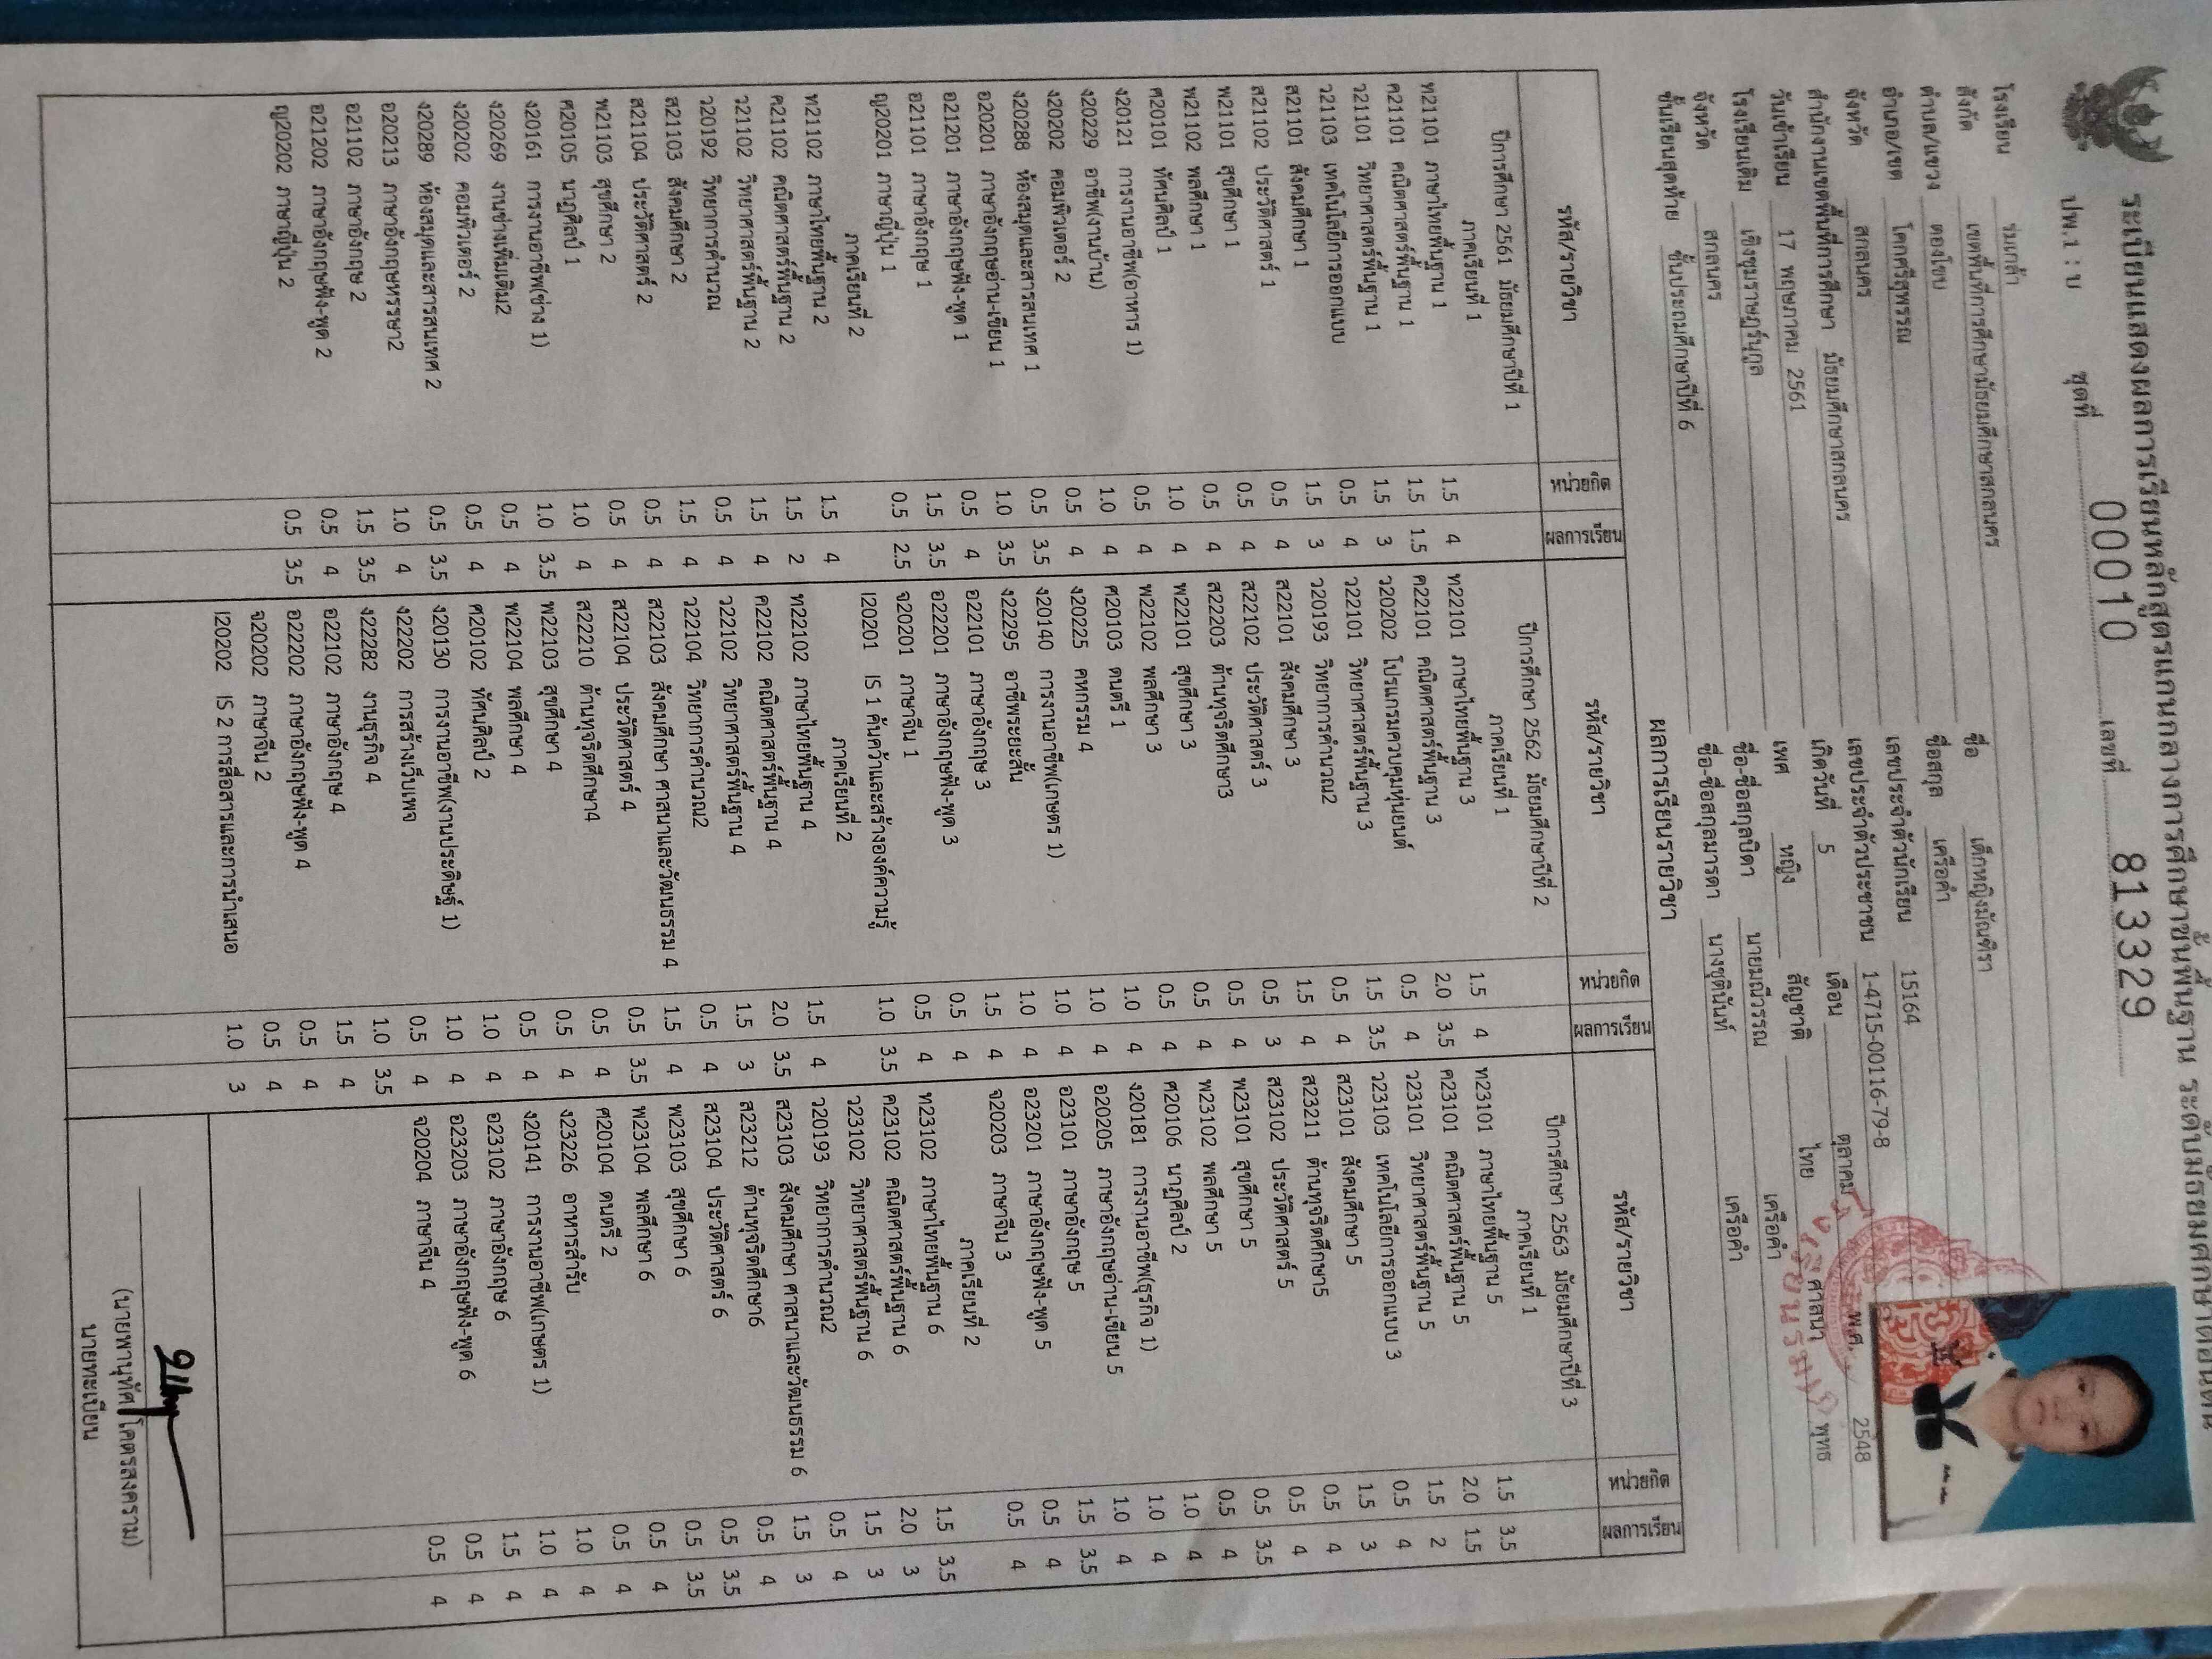 ระเบียนแสดงผลการเรียนหลักสูตรแกนกลางการศึกษาขั้นพื้นฐาน ระดับมัธยมศึกษาตอนต้น
ปพ.1 : บ ชุดที่ 00010 เลขที่ 813329
โรงเรียน ร่มเกล้า
สังกัด เขตพื้นที่การศึกษามัธยมศึกษาสกลนคร
ตำบล/แขวง ตองโขบ
อำเภอ/เขต โคกศรีสุพรรณ
จังหวัด สกลนคร
สำนักงานเขตพื้นที่การศึกษา มัธยมศึกษาสกลนคร
วันเข้าเรียน 17 พฤษภาคม 2561
โรงเรียนเดิม เชิงชุมราษฎร์นุกูล
จังหวัด สกลนคร
ชั้นเรียนสุดท้าย ชั้นประถมศึกษาปีที่ 6
ชื่อ เด็กหญิงมัณฑิรา
ชื่อสกุล เครือคำ
เลขประจำตัวนักเรียน 15164
เลขประจำตัวประชาชน 1-4715-00116-79-8
เกิดวันที่ 5 เดือน ตุลาคม พ.ศ. 2548
เพศ หญิง สัญชาติ ไทย ศาสนา พุทธ
ชื่อ-ชื่อสกุลบิดา นายมณีวรรณ เครือคำ
ชื่อ-ชื่อสกุลมารดา นางชุตินันท์ เครือคำ
ผลการเรียนรายวิชา
รหัส/รายวิชา หน่วยกิต ผลการเรียน
ปีการศึกษา 2561 มัธยมศึกษาปีที่ 1
ภาคเรียนที่ 1
ท21101 ภาษาไทยพื้นฐาน 1 1.5 4
ค21101 คณิตศาสตร์พื้นฐาน 1 1.5 1.5
ว21101 วิทยาศาสตร์พื้นฐาน 1 1.5 3
ว21103 เทคโนโลยีการออกแบบ 0.5 4
ส21101 สังคมศึกษา 1 1.5 3
ส21102 ประวัติศาสตร์ 1 0.5 4
พ21101 สุขศึกษา 1 0.5 4
พ21102 พลศึกษา 1 0.5 4
ศ20101 ทัศนศิลป์ 1 1.0 4
ง20121 การงานอาชีพ(อาหาร 1) 0.5 4
ง20229 อาชีพ(งานบ้าน) 1.0 4
ง20202 คอมพิวเตอร์ 2 0.5 4
ง20288 ห้องสมุดและสารสนเทศ 1 0.5 3.5
อ20201 ภาษาอังกฤษอ่าน-เขียน 1 1.0 3.5
อ21201 ภาษาอังกฤษฟัง-พูด 1 0.5 4
อ21101 ภาษาอังกฤษ 1 1.5 3.5
ญ20201 ภาษาญี่ปุ่น 1 0.5 2.5
ภาคเรียนที่ 2
ท21102 ภาษาไทยพื้นฐาน 2 1.5 4
ค21102 คณิตศาสตร์พื้นฐาน 2 1.5 2
ว21102 วิทยาศาสตร์พื้นฐาน 2 1.5 4
ว20192 วิทยาการคำนวณ 0.5 4
ส21103 สังคมศึกษา 2 1.5 4
ส21104 ประวัติศาสตร์ 2 0.5 4
พ21103 สุขศึกษา 2 0.5 4
ศ20105 นาฏศิลป์ 1 1.0 4
ง20161 การงานอาชีพ(ช่าง 1) 1.0 3.5
ง20269 งานช่างเพิ่มเติม2 0.5 4
ง20202 คอมพิวเตอร์ 2 0.5 4
ง20289 ห้องสมุดและสารสนเทศ 2 0.5 3.5
อ20213 ภาษาอังกฤษหรรษา2 1.0 4
อ21102 ภาษาอังกฤษ 2 1.5 3.5
อ21202 ภาษาอังกฤษฟัง-พูด 2 0.5 4
ญ20202 ภาษาญี่ปุ่น 2 0.5 3.5
รหัส/รายวิชา หน่วยกิต ผลการเรียน
ปีการศึกษา 2562 มัธยมศึกษาปีที่ 2
ภาคเรียนที่ 1
ท22101 ภาษาไทยพื้นฐาน 3 1.5 4
ค22101 คณิตศาสตร์พื้นฐาน 3 2.0 3.5
ว20202 โปรแกรมควบคุมหุ่นยนต์ 0.5 4
ว22101 วิทยาศาสตร์พื้นฐาน 3 1.5 3.5
ว20193 วิทยาการคำนวณ2 0.5 4
ส22101 สังคมศึกษา 3 1.5 4
ส22102 ประวัติศาสตร์ 3 0.5 3
ส22203 ต้านทุจริตศึกษา3 0.5 4
พ22101 สุขศึกษา 3 0.5 4
พ22102 พลศึกษา 3 0.5 4
ศ20103 ดนตรี 1 1.0 4
ง20225 คหกรรม 4 1.0 4
ง20140 การงานอาชีพ(เกษตร 1) 1.0 4
ง22295 อาชีพระยะสั้น 1.0 4
อ22101 ภาษาอังกฤษ 3 1.5 4
อ22201 ภาษาอังกฤษฟัง-พูด 3 0.5 4
จ20201 ภาษาจีน 1 0.5 4
I20201 IS 1 ค้นคว้าและสร้างองค์ความรู้ 1.0 3.5
ภาคเรียนที่ 2
ท22102 ภาษาไทยพื้นฐาน 4 1.5 4
ค22102 คณิตศาสตร์พื้นฐาน 4 2.0 3.5
ว22102 วิทยาศาสตร์พื้นฐาน 4 1.5 3
ว22104 วิทยาการคำนวณ2 0.5 4
ส22103 สังคมศึกษา ศาสนาและวัฒนธรรม 4 1.5 4
ส22104 ประวัติศาสตร์ 4 0.5 3.5
ส22210 ต้านทุจริตศึกษา4 0.5 4
พ22103 สุขศึกษา 4 0.5 4
พ22104 พลศึกษา 4 0.5 4
ศ20102 ทัศนศิลป์ 2 1.0 4
ง20130 การงานอาชีพ(งานประดิษฐ์ 1) 1.0 4
ง22202 การสร้างเว็บเพจ 0.5 4
ง22282 งานธุรกิจ 4 1.0 3.5
อ22102 ภาษาอังกฤษ 4 1.5 4
อ22202 ภาษาอังกฤษฟัง-พูด 4 0.5 4
จ20202 ภาษาจีน 2 0.5 4
I20202 IS 2 การสื่อสารและการนำเสนอ 1.0 3
รหัส/รายวิชา หน่วยกิต ผลการเรียน
ปีการศึกษา 2563 มัธยมศึกษาปีที่ 3
ภาคเรียนที่ 1
ท23101 ภาษาไทยพื้นฐาน 5 1.5 3.5
ค23101 คณิตศาสตร์พื้นฐาน 5 2.0 1.5
ว23101 วิทยาศาสตร์พื้นฐาน 5 1.5 2
ว23103 เทคโนโลยีการออกแบบ 3 0.5 4
ส23101 สังคมศึกษา 5 1.5 3
ส23211 ต้านทุจริตศึกษา5 0.5 4
ส23102 ประวัติศาสตร์ 5 0.5 4
พ23101 สุขศึกษา 5 0.5 3.5
พ23102 พลศึกษา 5 0.5 4
ศ20106 นาฏศิลป์ 2 1.0 4
ง20181 การงานอาชีพ(ธุรกิจ 1) 1.0 4
อ20205 ภาษาอังกฤษอ่าน-เขียน 5 1.0 4
อ23101 ภาษาอังกฤษ 5 1.5 3.5
อ23201 ภาษาอังกฤษฟัง-พูด 5 0.5 4
จ20203 ภาษาจีน 3 0.5 4
ภาคเรียนที่ 2
ท23102 ภาษาไทยพื้นฐาน 6 1.5 3.5
ค23102 คณิตศาสตร์พื้นฐาน 6 2.0 3
ว23102 วิทยาศาสตร์พื้นฐาน 6 1.5 3
ว20193 วิทยาการคำนวณ2 0.5 4
ส23103 สังคมศึกษา ศาสนาและวัฒนธรรม 6 1.5 3
ส23212 ต้านทุจริตศึกษา6 0.5 4
ส23104 ประวัติศาสตร์ 6 0.5 3.5
พ23103 สุขศึกษา 6 0.5 3.5
พ23104 พลศึกษา 6 0.5 4
ศ20104 ดนตรี 2 0.5 4
ง23226 อาหารสำรับ 1.0 4
ง20141 การงานอาชีพ(เกษตร 1) 1.0 4
อ23102 ภาษาอังกฤษ 6 1.5 4
อ23203 ภาษาอังกฤษฟัง-พูด 6 0.5 4
จ20204 ภาษาจีน 4 0.5 4
(นายพานุทัศ โคตรสงคราม)
นายทะเบียน